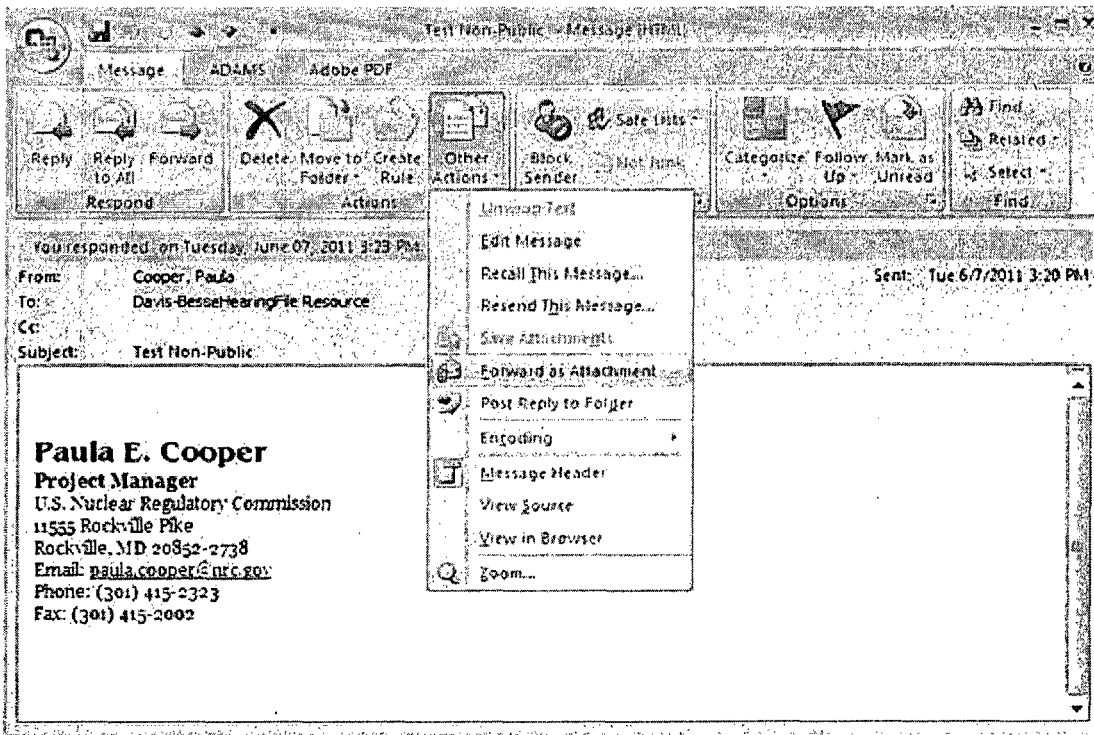 Test Non-Public - Message (HTML)
Message ADAMS Adobe PDF
Reply Reply to All Forward
Respond
Delete Move to Folder Create Rule Other Actions
Actions
Block Sender Safe Lists Not Junk
Categorize Follow Up Mark as Unread
Options
Find
Related
Select
Find
You responded on Tuesday, June 07, 2011 3:23 PM.
From: Cooper, Paula Sent: Tue 6/7/2011 3:20 PM
To: Davis-BesseHearingFile Resource
Cc:
Subject: Test Non-Public
Unwrap Text
Edit Message
Recall This Message...
Resend This Message...
Save Attachments
Forward as Attachment
Post Reply to Folder
Encoding
Message Header
View Source
View in Browser
Zoom...
Paula E. Cooper
Project Manager
U.S. Nuclear Regulatory Commission
11555 Rockville Pike
Rockville, MD 20852-2738
Email: paula.cooper@nrc.gov
Phone: (301) 415-2323
Fax: (301) 415-2002